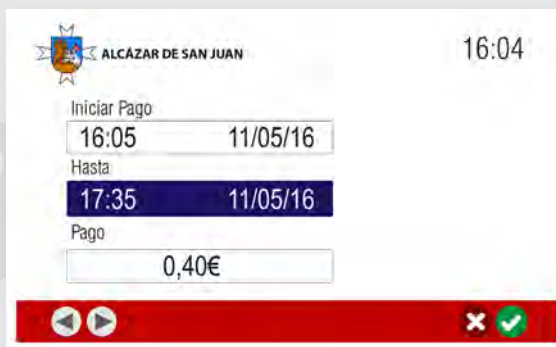 ALCÁZAR DE SAN JUAN
16:04
Iniciar Pago
16:05 11/05/16
Hasta
17:35 11/05/16
Pago
0,40€